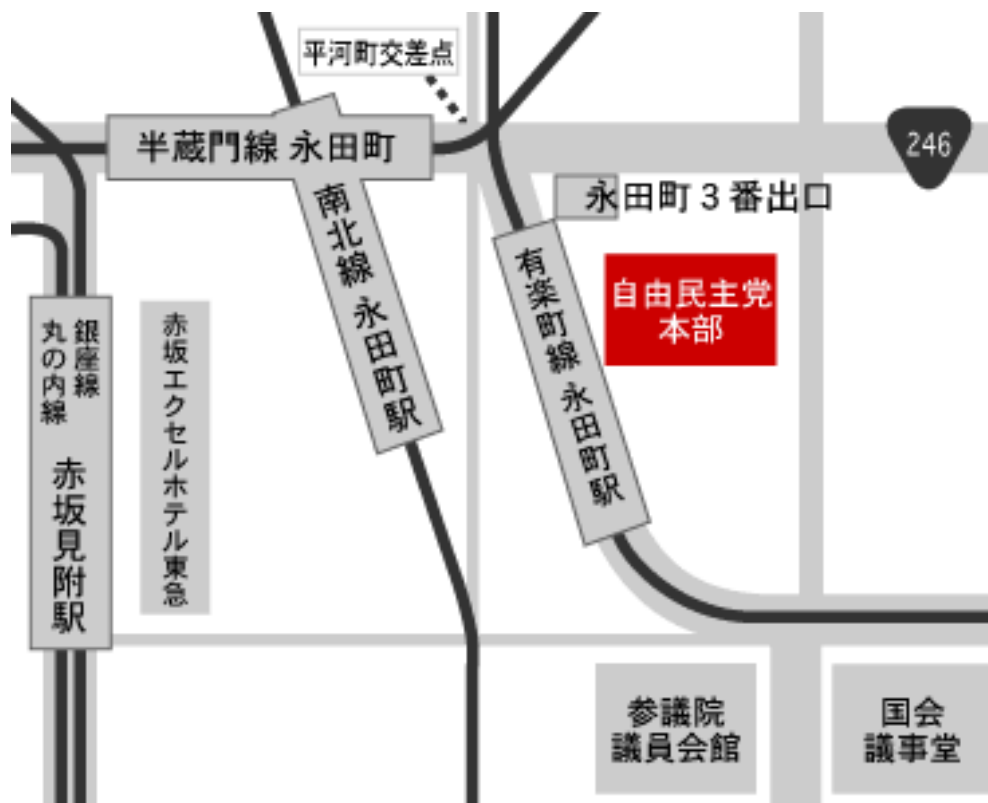 平河町交差点
半蔵門線 永田町
246
永田町3番出口
南北線 永田町駅
有楽町線 永田町駅
自由民主党
本部
銀座線
丸の内線
赤坂見附駅
赤坂エクセルホテル東急
参議院
議員会館
国会
議事堂